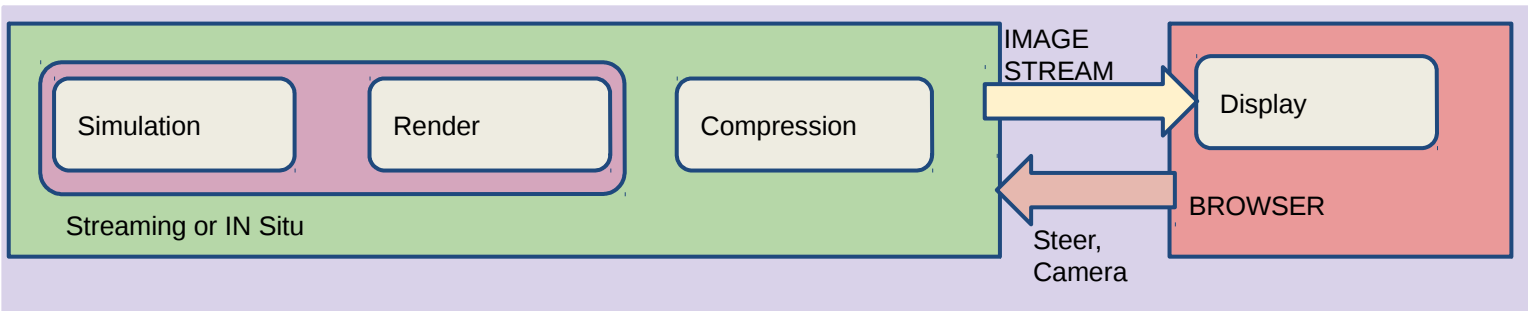 IMAGE
STREAM
Simulation
Render
Compression
Display
Streaming or IN Situ
BROWSER
Steer,
Camera